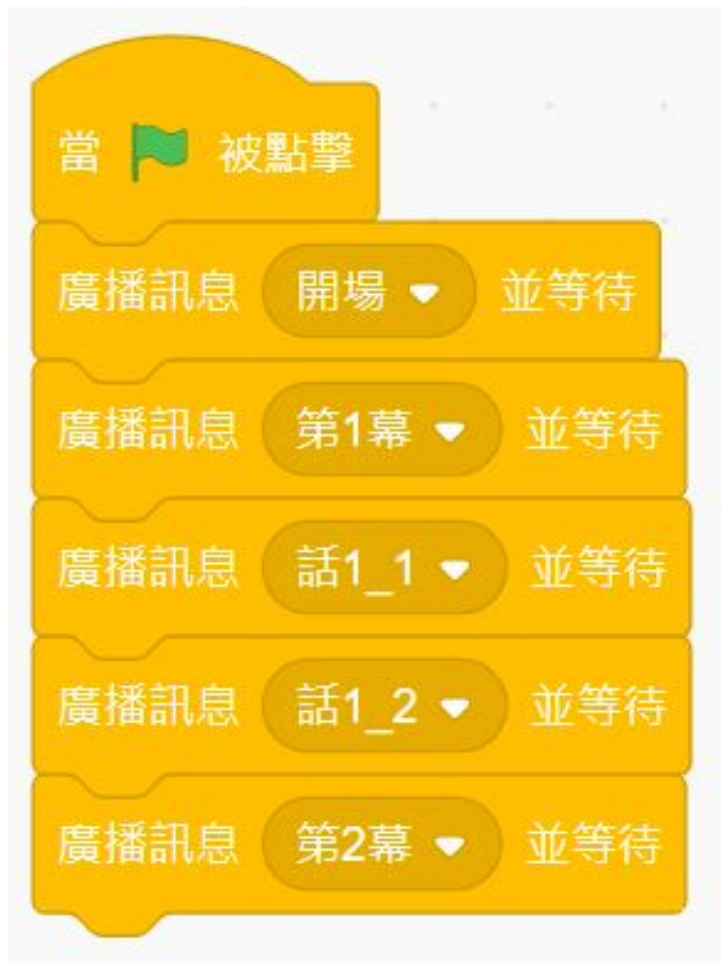 當 被點擊
廣播訊息 開場 並等待
廣播訊息 第1幕 並等待
廣播訊息 話1_1 並等待
廣播訊息 話1_2 並等待
廣播訊息 第2幕 並等待